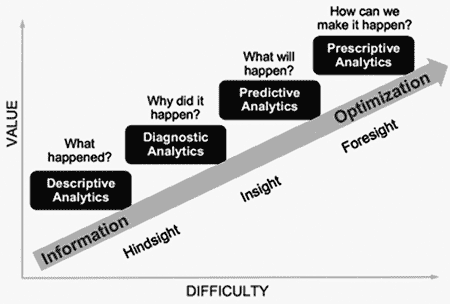 How can we
make it happen?
Prescriptive
Analytics
What will
happen?
Predictive
Analytics
Why did it
happen?
Diagnostic
Analytics
What
happened?
Descriptive
Analytics
VALUE
Information
Optimization
Hindsight
Insight
Foresight
DIFFICULTY